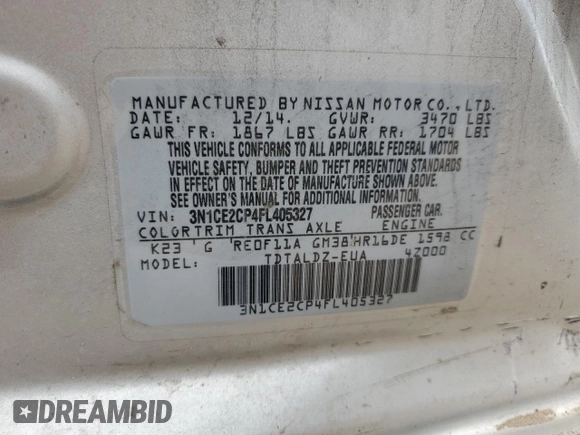 MANUFACTURED BY NISSAN MOTOR CO., LTD.
DATE: 12/14. GVWR: 3470 LBS
GAWR FR: 1867 LBS GAWR RR: 1704 LBS
THIS VEHICLE CONFORMS TO ALL APPLICABLE FEDERAL MOTOR
VEHICLE SAFETY, BUMPER AND THEFT PREVENTION STANDARDS
IN EFFECT ON THE DATE OF MANUFACTURE SHOWN ABOVE.
SEE OWNER'S MANUAL FOR ADDITIONAL INFORMATION.
VIN: 3N1CE2CP4FL405327 PASSENGER CAR.
COLOR TRIM TRANS AXLE ENGINE
K23 G RE0F11A GM38 HR16DE 1598 CC
MODEL: TDTALDZ-EUA 4Z000
3N1CE2CP4FL405327
DREAMBID